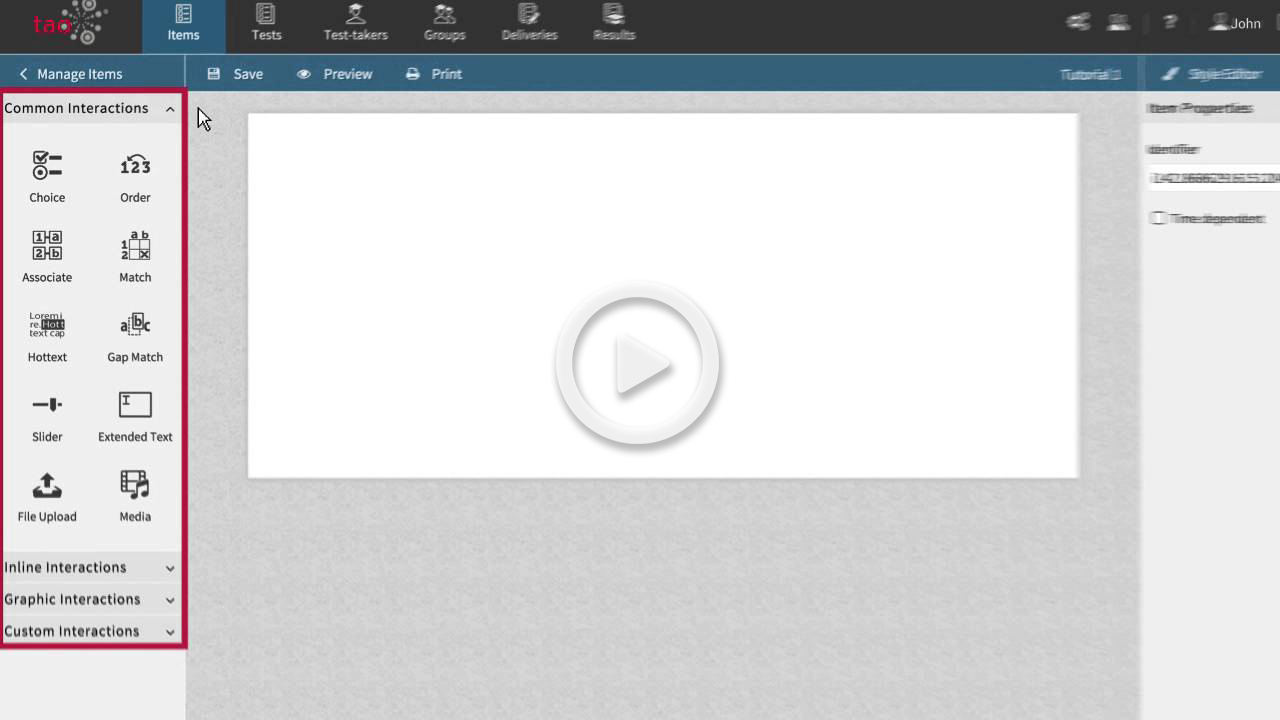 tao
Items
Tests
Test-takers
Groups
Deliveries
Results
?
John
Manage Items
Save
Preview
Print
Tutorial 1
Style Editor
Common Interactions
Item Properties
Identifier
Time dependent
Choice
123
Order
1 a
2 b
Associate
a b
1
2 x
Match
Lorem i
re. Hott
text cap
Hottext
a b c
Gap Match
Slider
Extended Text
File Upload
Media
Inline Interactions
Graphic Interactions
Custom Interactions